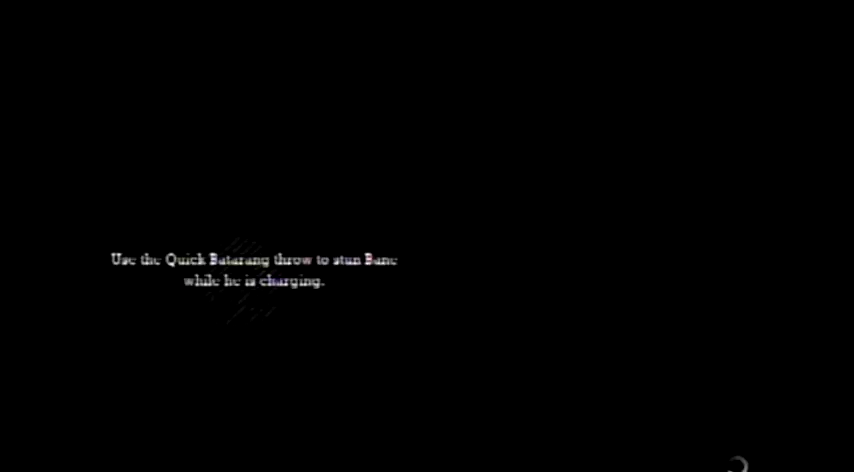 Use the Quick Batarang throw to stun Bane
while he is charging.